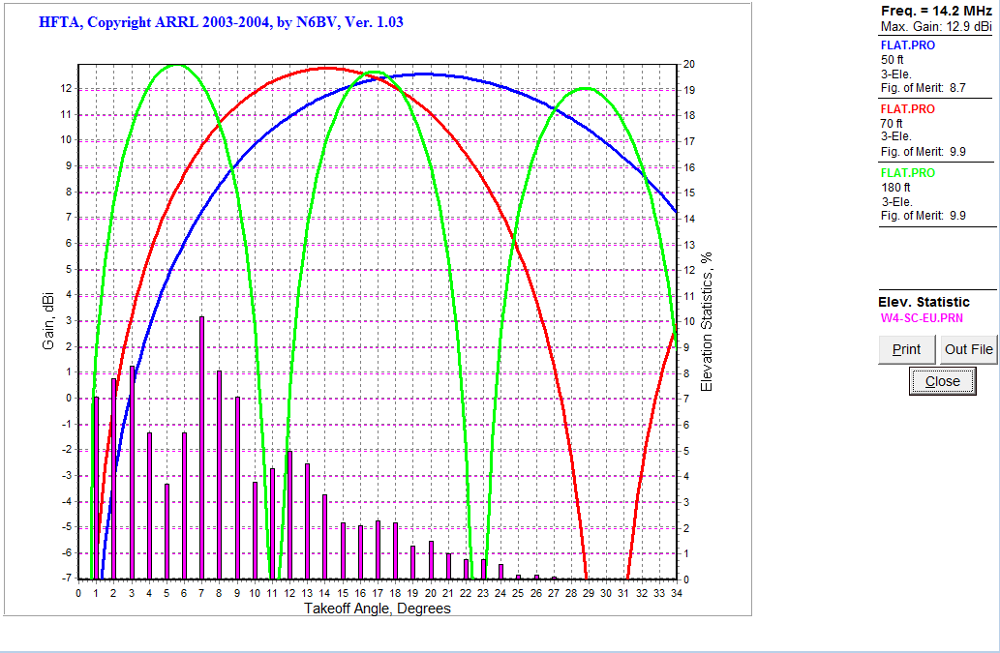 HFTA, Copyright ARRL 2003-2004, by N6BV, Ver. 1.03
Freq. = 14.2 MHz
Max. Gain: 12.9 dBi
FLAT.PRO
50 ft
3-Ele.
Fig. of Merit: 8.7
FLAT.PRO
70 ft
3-Ele.
Fig. of Merit: 9.9
FLAT.PRO
180 ft
3-Ele.
Fig. of Merit: 9.9
Elev. Statistic
W4-SC-EU.PRN
Print
Out File
Close
Gain, dBi
12
11
10
9
8
7
6
5
4
3
2
1
0
-1
-2
-3
-4
-5
-6
-7
Elevation Statistics, %
20
19
18
17
16
15
14
13
12
11
10
9
8
7
6
5
4
3
2
1
0
0 1 2 3 4 5 6 7 8 9 10 11 12 13 14 15 16 17 18 19 20 21 22 23 24 25 26 27 28 29 30 31 32 33 34
Takeoff Angle, Degrees